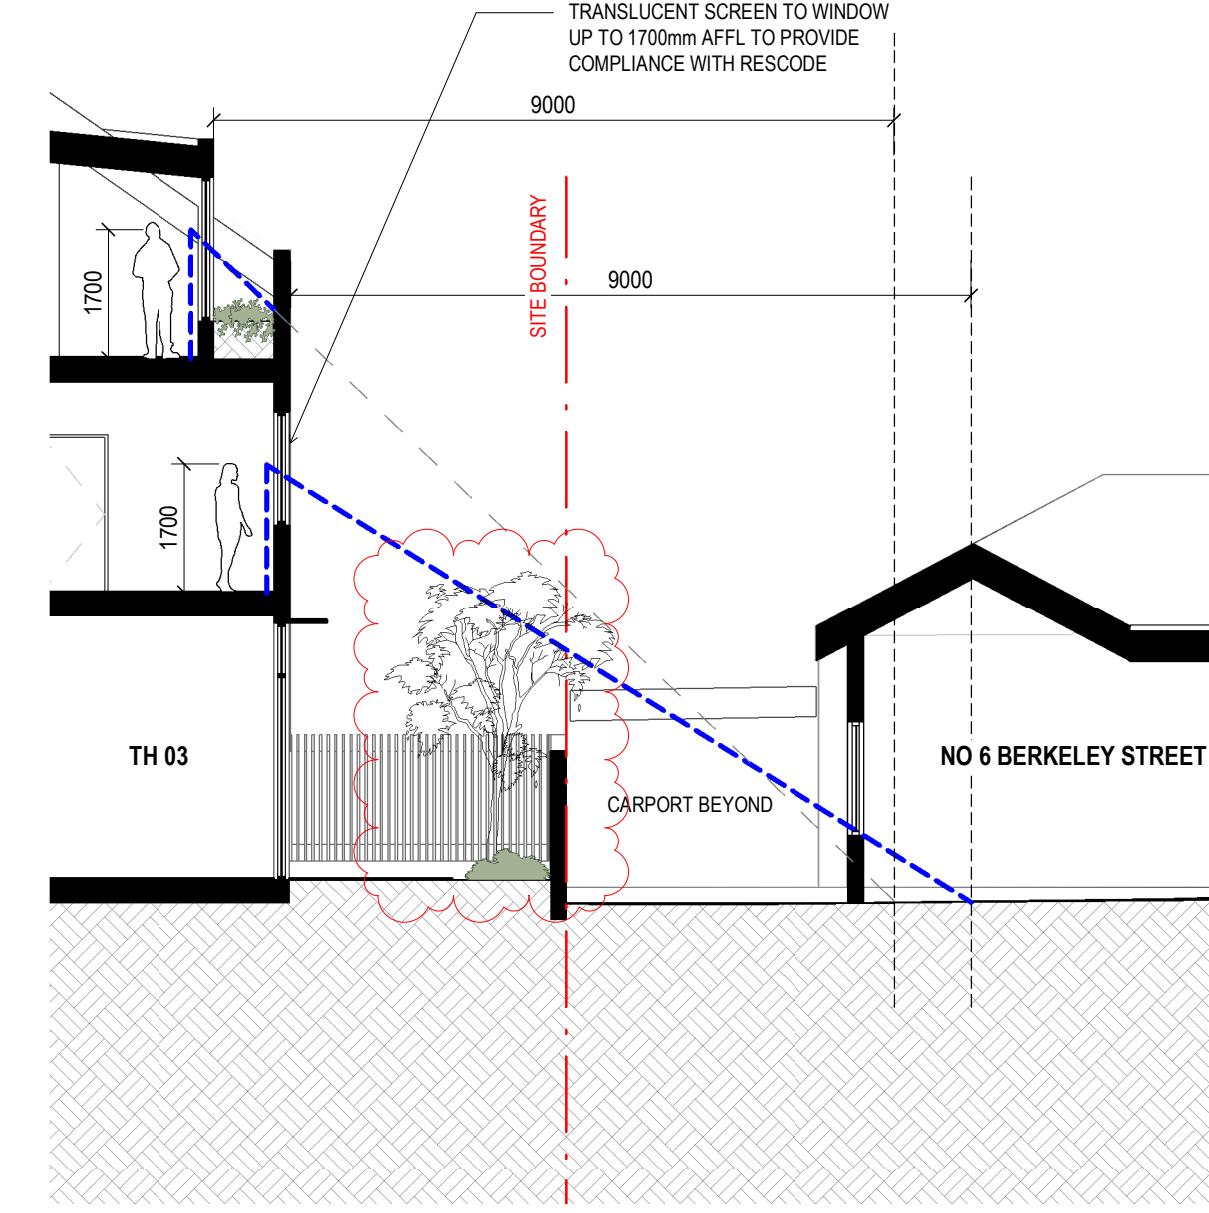 TRANSLUCENT SCREEN TO WINDOW
UP TO 1700mm AFFL TO PROVIDE
COMPLIANCE WITH RESCODE
9000
SITE BOUNDARY
9000
1700
1700
TH 03
NO 6 BERKELEY STREET
CARPORT BEYOND